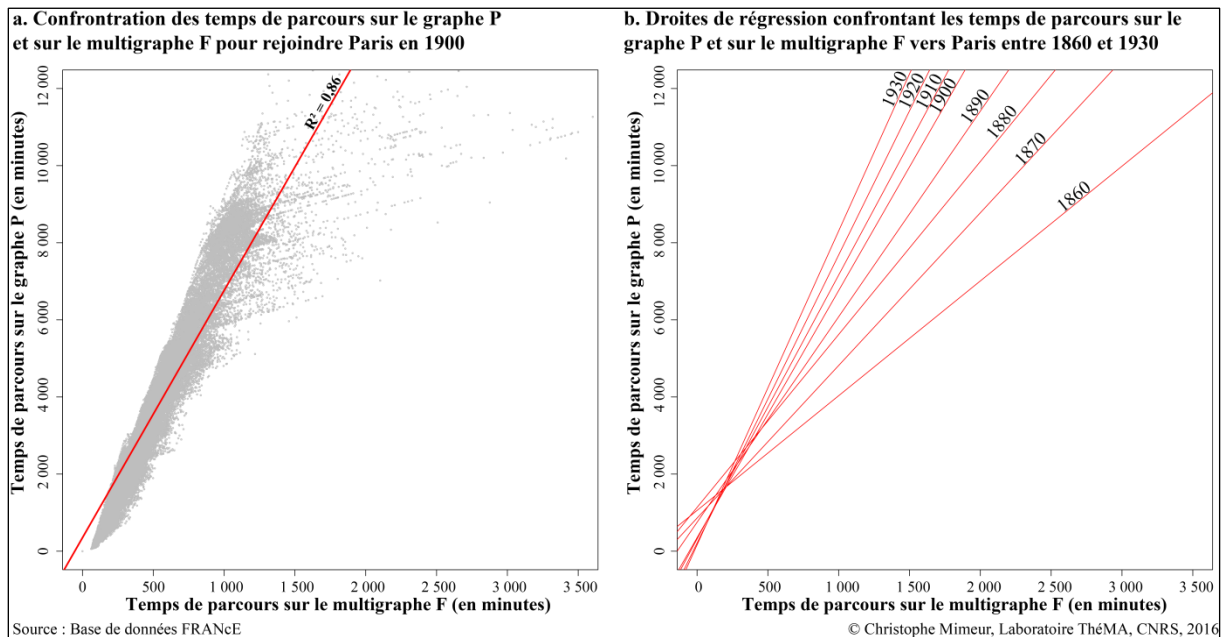 a. Confrontration des temps de parcours sur le graphe P
et sur le multigraphe F pour rejoindre Paris en 1900
Temps de parcours sur le graphe P (en minutes)
12 000
10 000
8 000
6 000
4 000
2 000
0
R² = 0,86
0 500 1 000 1 500 2 000 2 500 3 000 3 500
Temps de parcours sur le multigraphe F (en minutes)
b. Droites de régression confrontant les temps de parcours sur le
graphe P et sur le multigraphe F vers Paris entre 1860 et 1930
Temps de parcours sur le graphe P (en minutes)
12 000
10 000
8 000
6 000
4 000
2 000
0
1930
1920
1910
1900
1890
1880
1870
1860
0 500 1 000 1 500 2 000 2 500 3 000 3 500
Temps de parcours sur le multigraphe F (en minutes)
Source : Base de données FRANcE
© Christophe Mimeur, Laboratoire ThéMA, CNRS, 2016